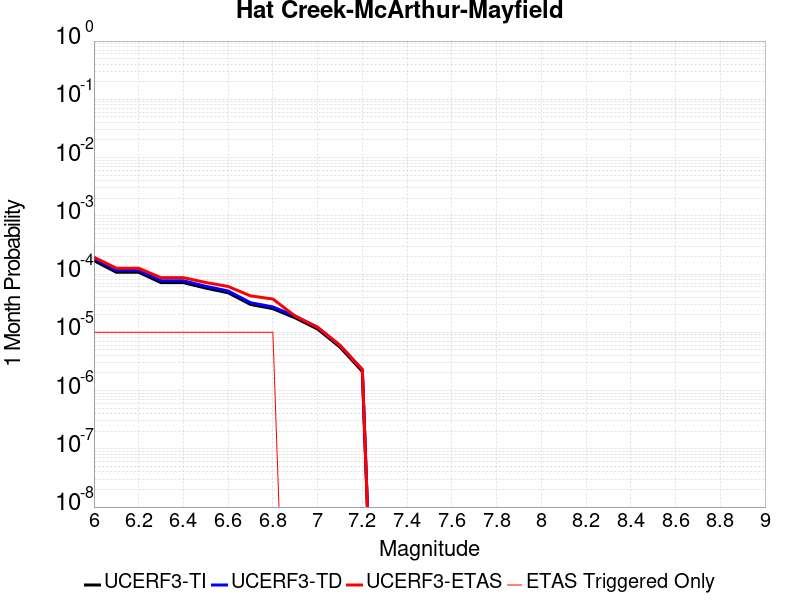 Hat Creek-McArthur-Mayfield
10^0
10^-1
10^-2
10^-3
10^-4
10^-5
10^-6
10^-7
10^-8
1 Month Probability
6 6.2 6.4 6.6 6.8 7 7.2 7.4 7.6 7.8 8 8.2 8.4 8.6 8.8 9
Magnitude
UCERF3-TI UCERF3-TD UCERF3-ETAS ETAS Triggered Only